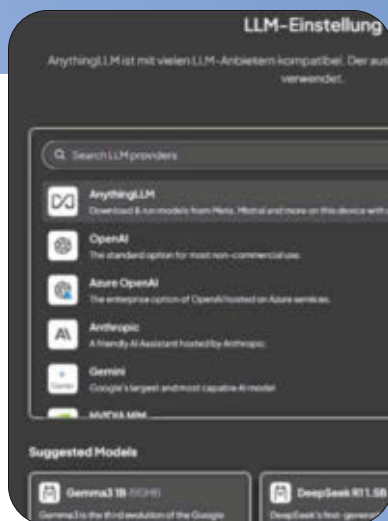 LLM-Einstellung
AnythingLLM ist mit vielen LLM-Anbietern kompatibel. Der aus
verwendet.
Search LLM providers
AnythingLLM
Download & run models from Meta, Mistral and more on this device with
OpenAI
The standard option for most non-commercial use.
Azure OpenAI
The enterprise option of OpenAI hosted on Azure services.
Anthropic
A friendly AI Assistant hosted by Anthropic.
Gemini
Google's largest and most capable AI model
NVIDIA NIM
Suggested Models
Gemma3 1B
DeepSeek R1 1.5B
Gemma3 is the third evolution of the Google
DeepSeek's first-genera